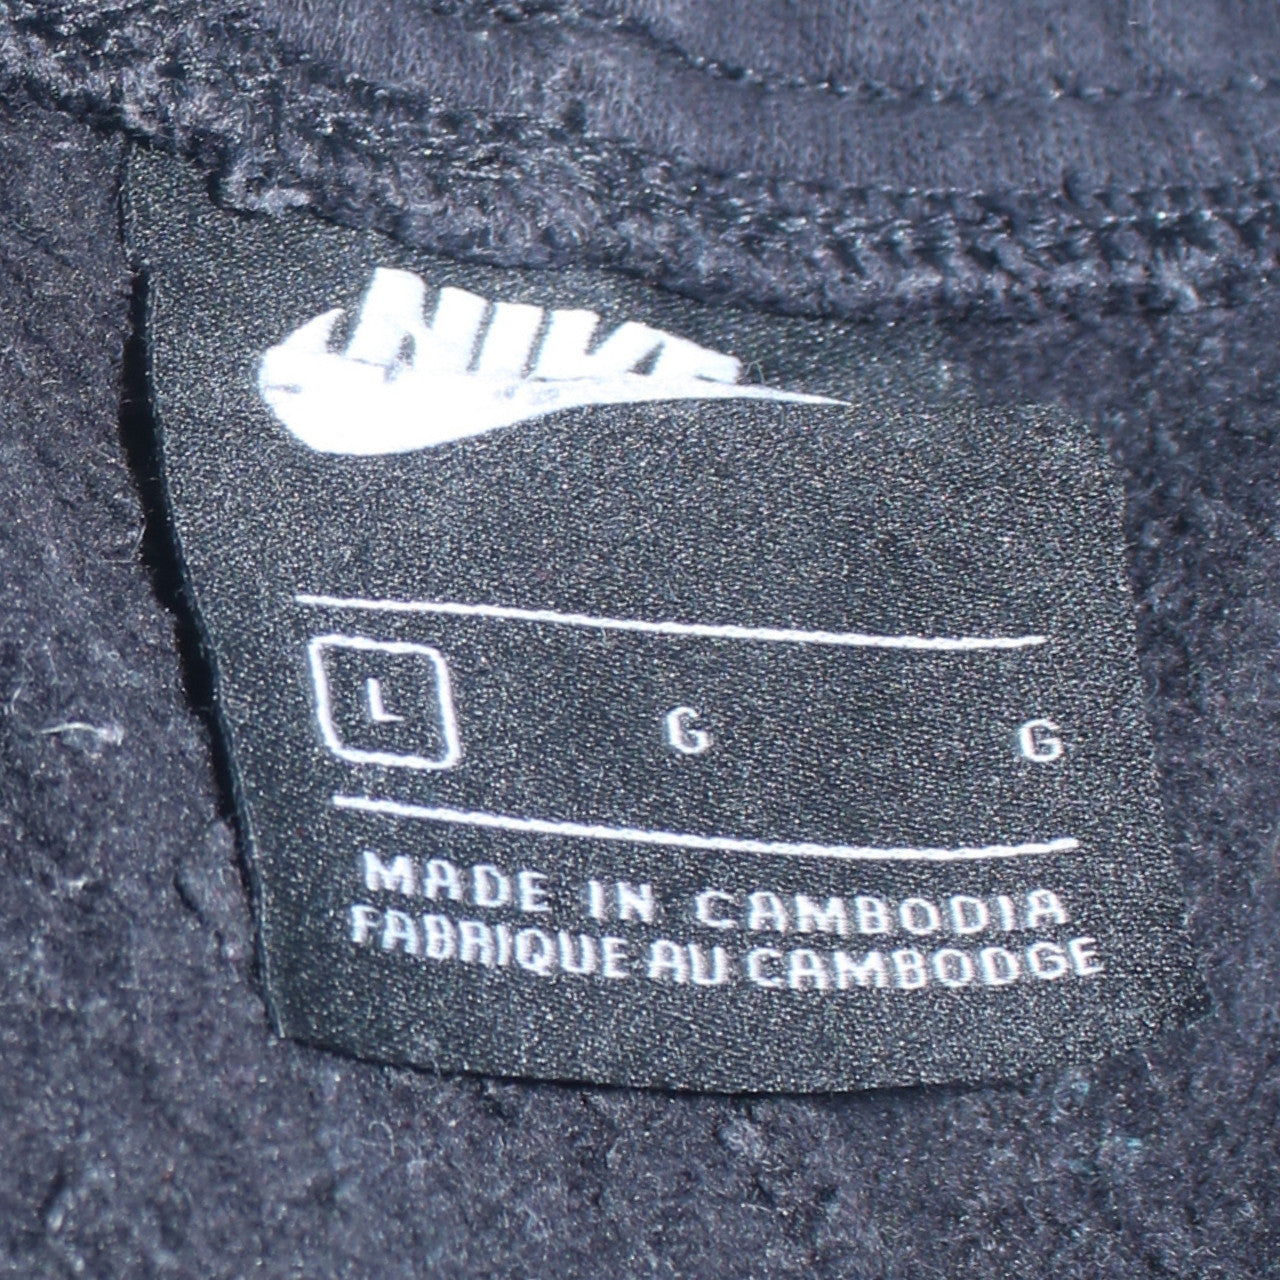 NIKE
L G G
MADE IN CAMBODIA
FABRIQUE AU CAMBODGE